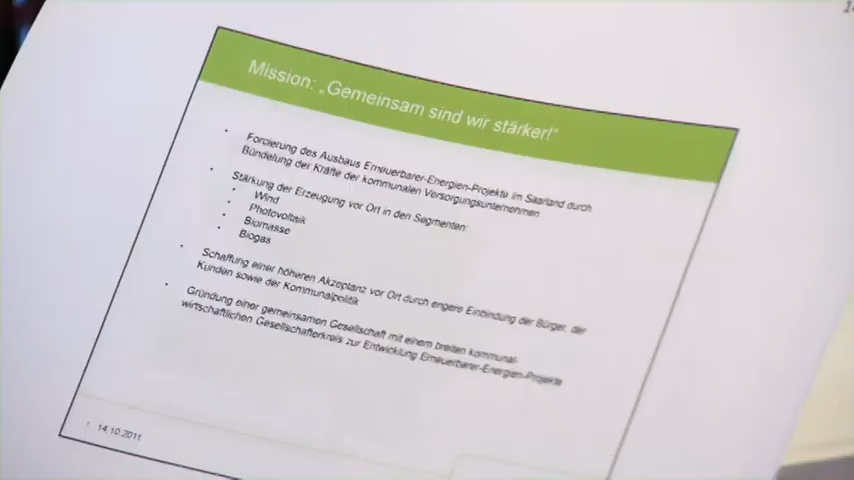 Mission: „Gemeinsam sind wir stärker!“
• Forcierung des Ausbaus Erneuerbarer-Energien-Projekte im Saarland durch
Bündelung der Kräfte der kommunalen Versorgungsunternehmen
• Stärkung der Erzeugung vor Ort in den Segmenten:
• Wind
• Photovoltaik
• Biomasse
• Biogas
• Schaffung einer höheren Akzeptanz vor Ort durch engere Einbindung der Bürger, der
Kunden sowie der Kommunalpolitik
• Gründung einer gemeinsamen Gesellschaft mit einem breiten kommunal-
wirtschaftlichen Gesellschafterkreis zur Entwicklung Erneuerbarer-Energien-Projekte
14.10.2011